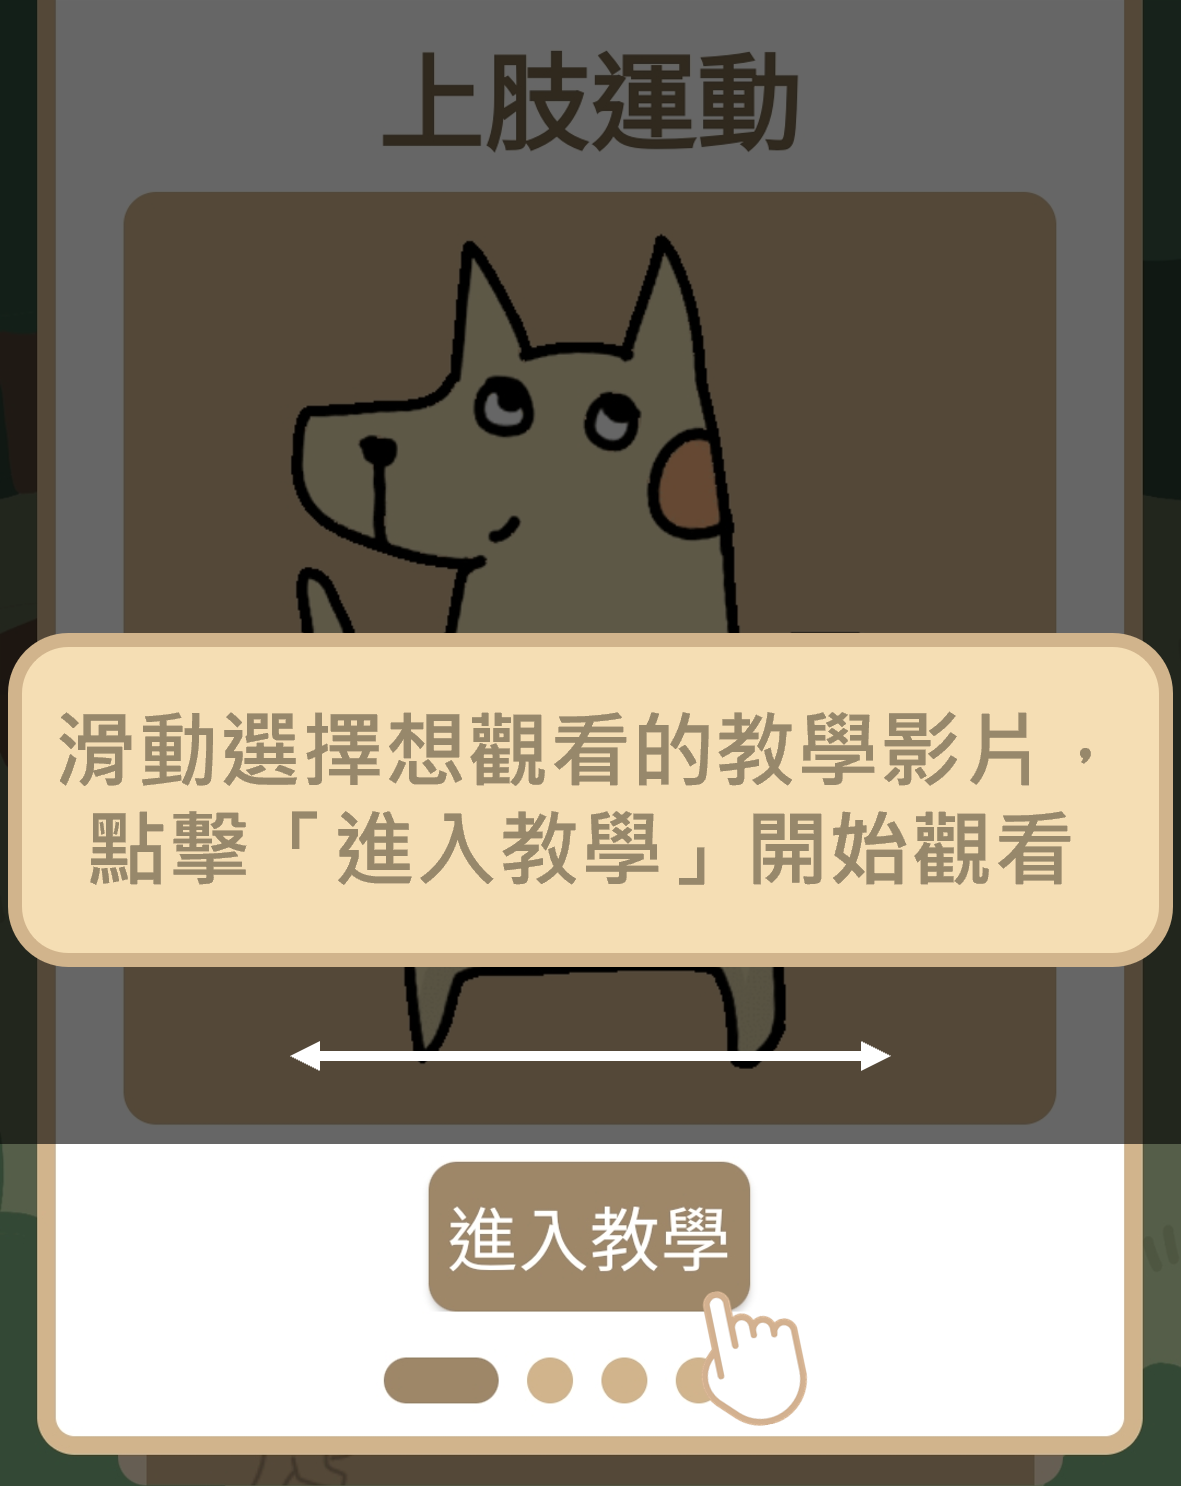 上肢運動
滑動選擇想觀看的教學影片，
點擊「進入教學」開始觀看
進入教學